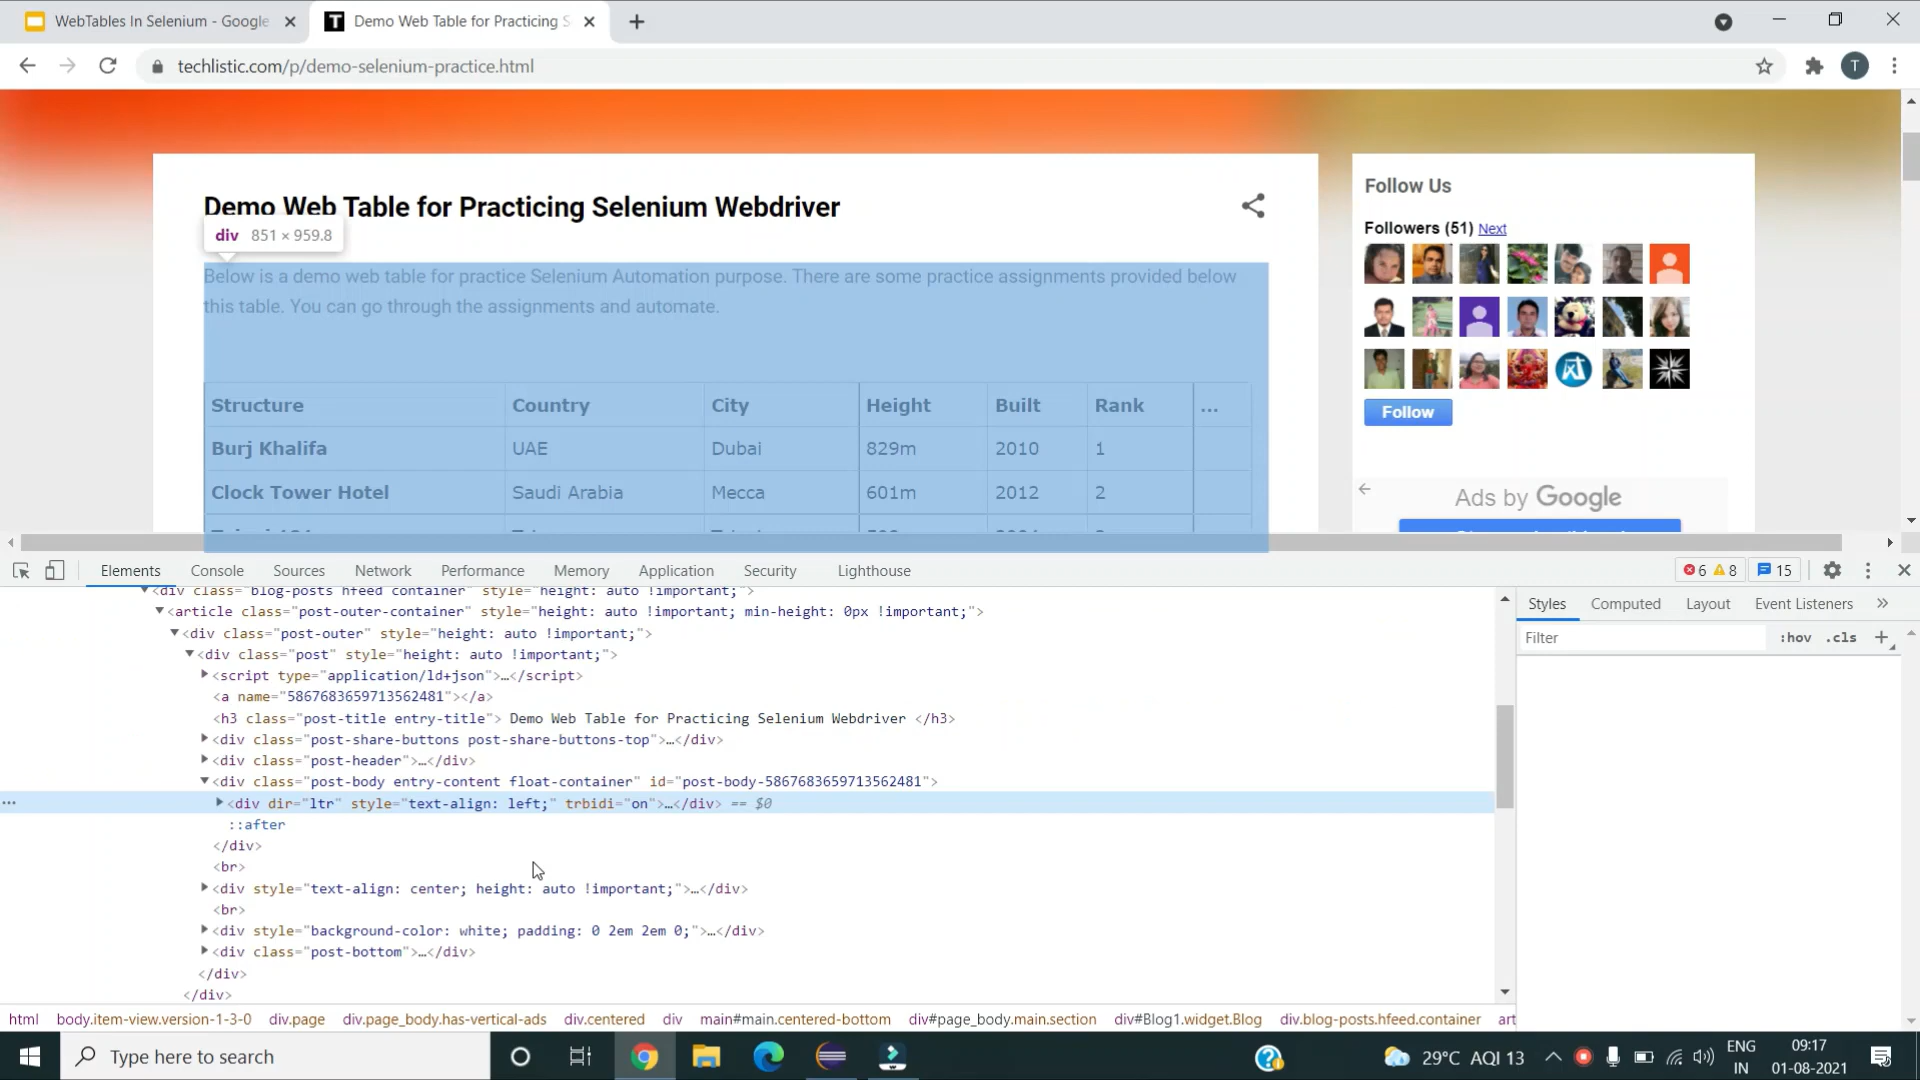 WebTables In Selenium - Google
Demo Web Table for Practicing S
techlistic.com/p/demo-selenium-practice.html
T
Demo Web Table for Practicing Selenium Webdriver
div 851 × 959.8
Below is a demo web table for practice Selenium Automation purpose. There are some practice assignments provided below
this table. You can go through the assignments and automate.
Structure Country City Height Built Rank ...
Burj Khalifa UAE Dubai 829m 2010 1
Clock Tower Hotel Saudi Arabia Mecca 601m 2012 2
Follow Us
Followers (51) Next
Follow
Ads by Google
Elements Console Sources Network Performance Memory Application Security Lighthouse 6 8 15
<div class="blog-posts hfeed container" style="height: auto !important;">
<article class="post-outer-container" style="height: auto !important; min-height: 0px !important;">
<div class="post-outer" style="height: auto !important;">
<div class="post" style="height: auto !important;">
<script type="application/ld+json">…</script>
<a name="5867683659713562481"></a>
<h3 class="post-title entry-title"> Demo Web Table for Practicing Selenium Webdriver </h3>
<div class="post-share-buttons post-share-buttons-top">…</div>
<div class="post-header">…</div>
<div class="post-body entry-content float-container" id="post-body-5867683659713562481">
<div dir="ltr" style="text-align: left;" trbidi="on">…</div> == $0
::after
</div>
<br>
<div style="text-align: center; height: auto !important;">…</div>
<br>
<div style="background-color: white; padding: 0 2em 2em 0;">…</div>
<div class="post-bottom">…</div>
</div>
</div>
Styles Computed Layout Event Listeners »
Filter :hov .cls +
html body.item-view.version-1-3-0 div.page div.page_body.has-vertical-ads div.centered div main#main.centered-bottom div#page_body.main.section div#Blog1.widget.Blog div.blog-posts.hfeed.container art
Type here to search
29°C AQI 13
ENG
IN
09:17
01-08-2021